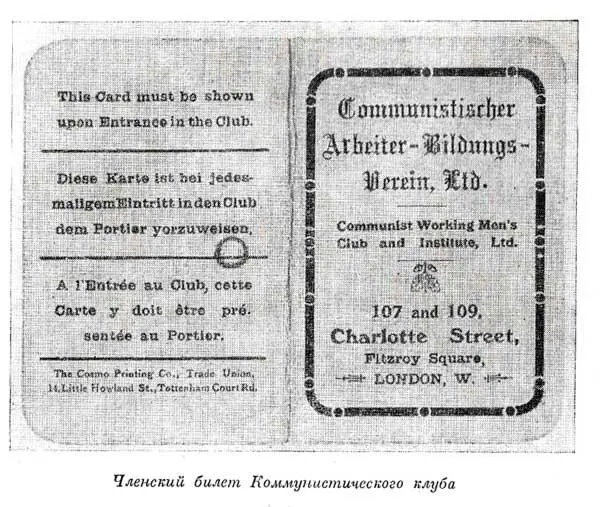 This Card must be shown
upon Entrance in the Club.
Diese Karte ist bei jedes-
maligem Eintritt in den Club
dem Portier vorzuweisen.
A l'Entrée au Club, cette
Carte y doit être pré-
sentée au Portier.
The Cosmo Printing Co., Trade Union,
14, Little Howland St., Tottenham Court Rd.
Communistischer
Arbeiter-Bildungs-
Verein, Ltd.
Communist Working Men's
Club and Institute, Ltd.
107 and 109,
Charlotte Street,
Fitzroy Square,
LONDON, W.
Членский билет Коммунистического клуба